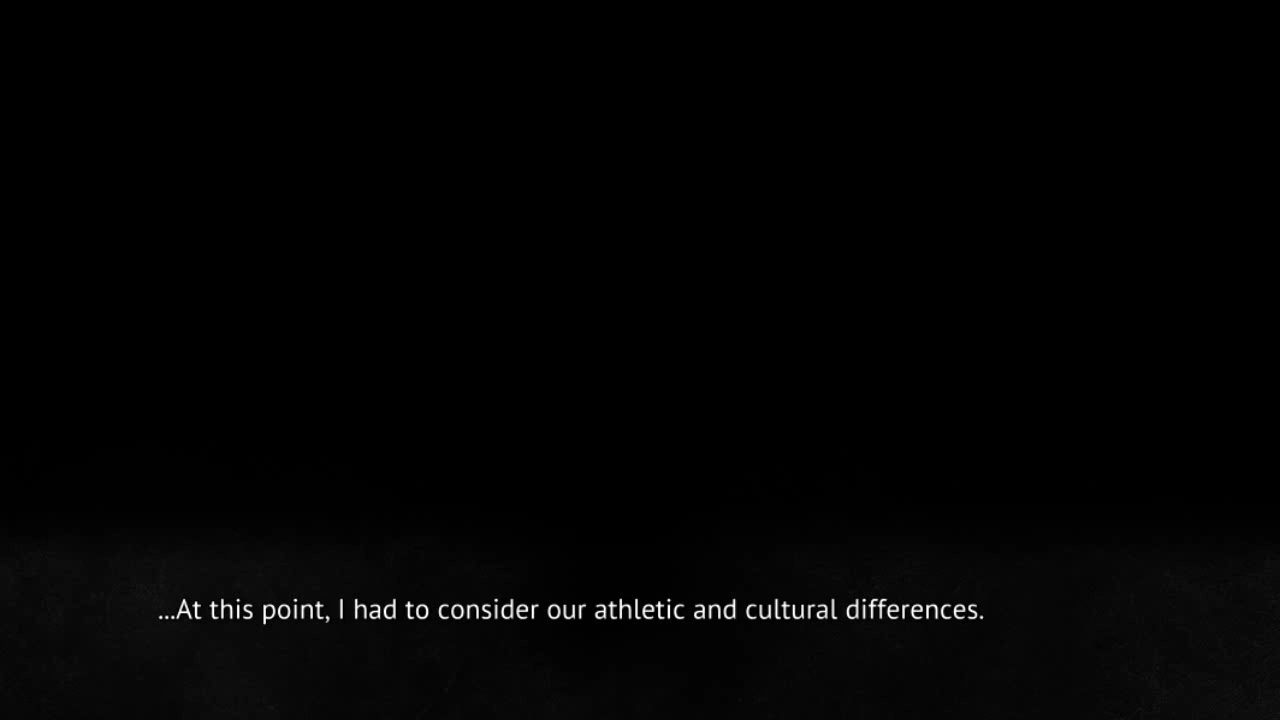 ...At this point, I had to consider our athletic and cultural differences.